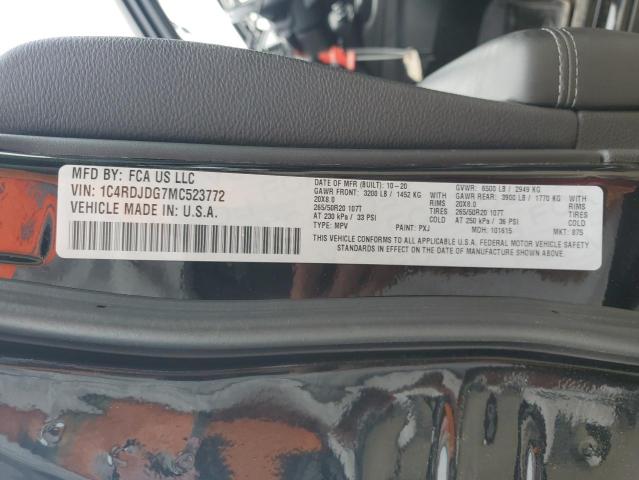 MFD BY: FCA US LLC
VIN: 1C4RDJDG7MC523772
VEHICLE MADE IN U.S.A.
DATE OF MFR (BUILT): 10-20 GVWR: 6500 LB / 2949 KG
GAWR FRONT: 3200 LB / 1452 KG WITH GAWR REAR: 3900 LB / 1770 KG WITH
20X8.0 RIMS 20X8.0 RIMS
265/50R20 107T TIRES 265/50R20 107T TIRES
AT 230 kPa / 33 PSI COLD AT 250 kPa / 36 PSI COLD
TYPE: MPV PAINT: PXJ MDH: 101615 MKT: 875
THIS VEHICLE CONFORMS TO ALL APPLICABLE U.S.A. FEDERAL MOTOR VEHICLE SAFETY
STANDARDS IN EFFECT ON THE DATE OF MANUFACTURE SHOWN ABOVE.